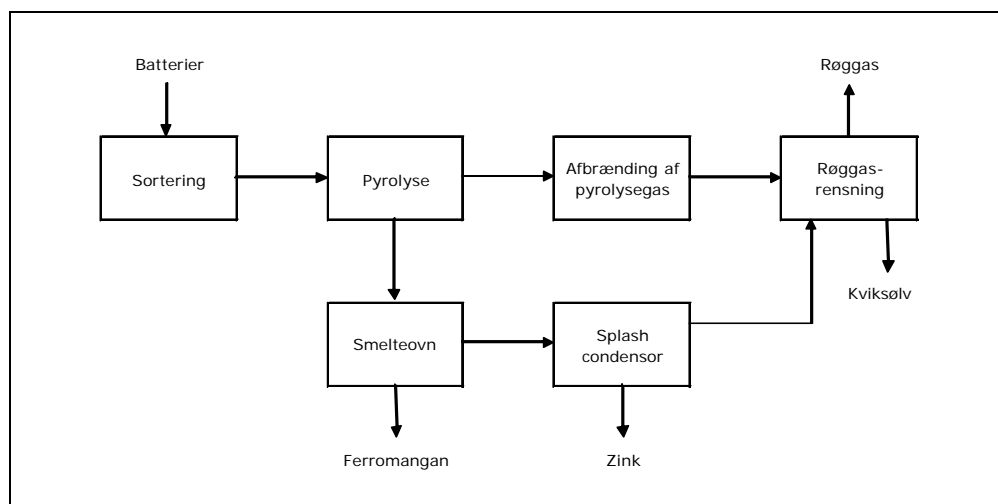 Batterier
Røggas
Sortering
Pyrolyse
Afbrænding af
pyrolysegas
Røggas-
rensning
Kviksølv
Smelteovn
Splash
condensor
Ferromangan
Zink